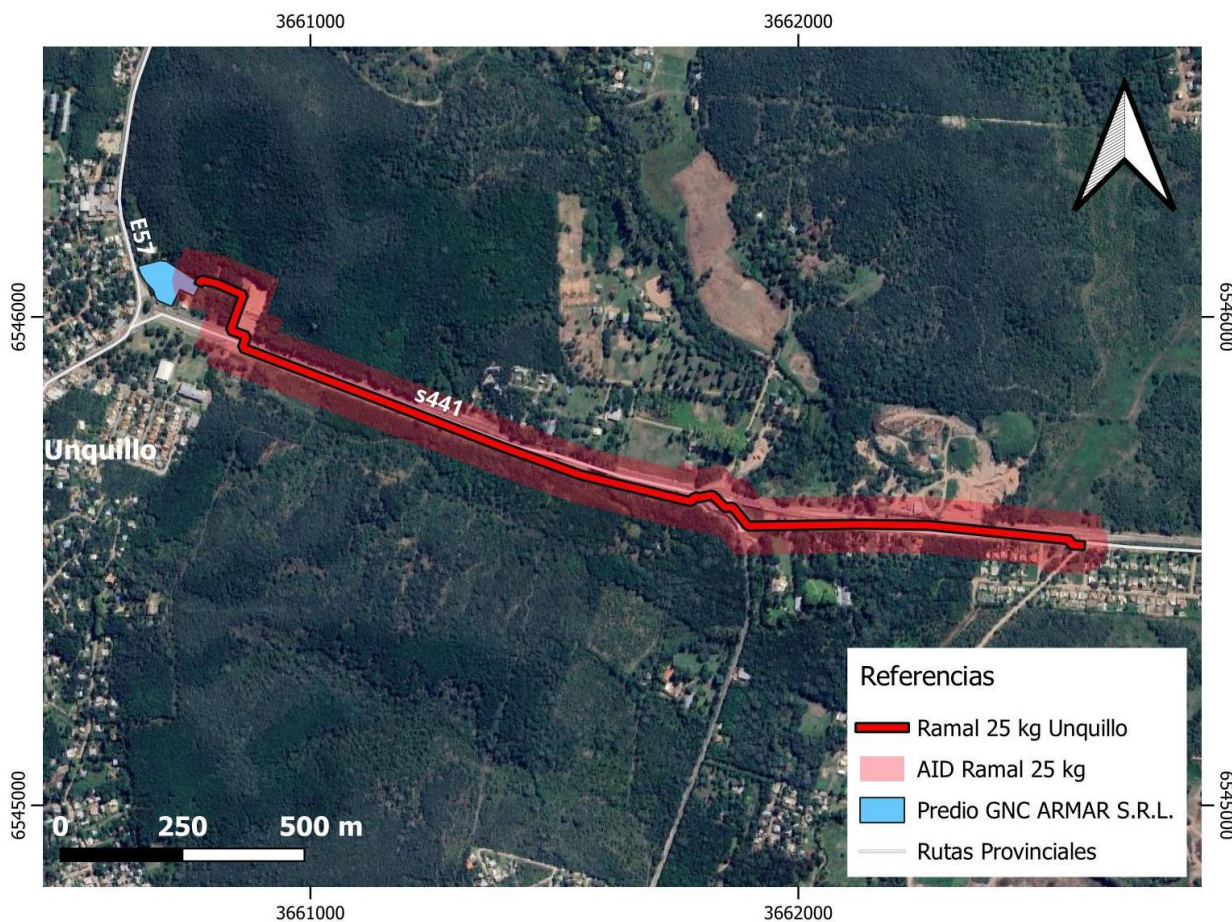 3661000
3662000
E57
6546000
6546000
s441
Unquillo
Referencias
Ramal 25 kg Unquillo
AID Ramal 25 kg
Predio GNC ARMAR S.R.L.
Rutas Provinciales
6545000
6545000
0 250 500 m
3661000
3662000